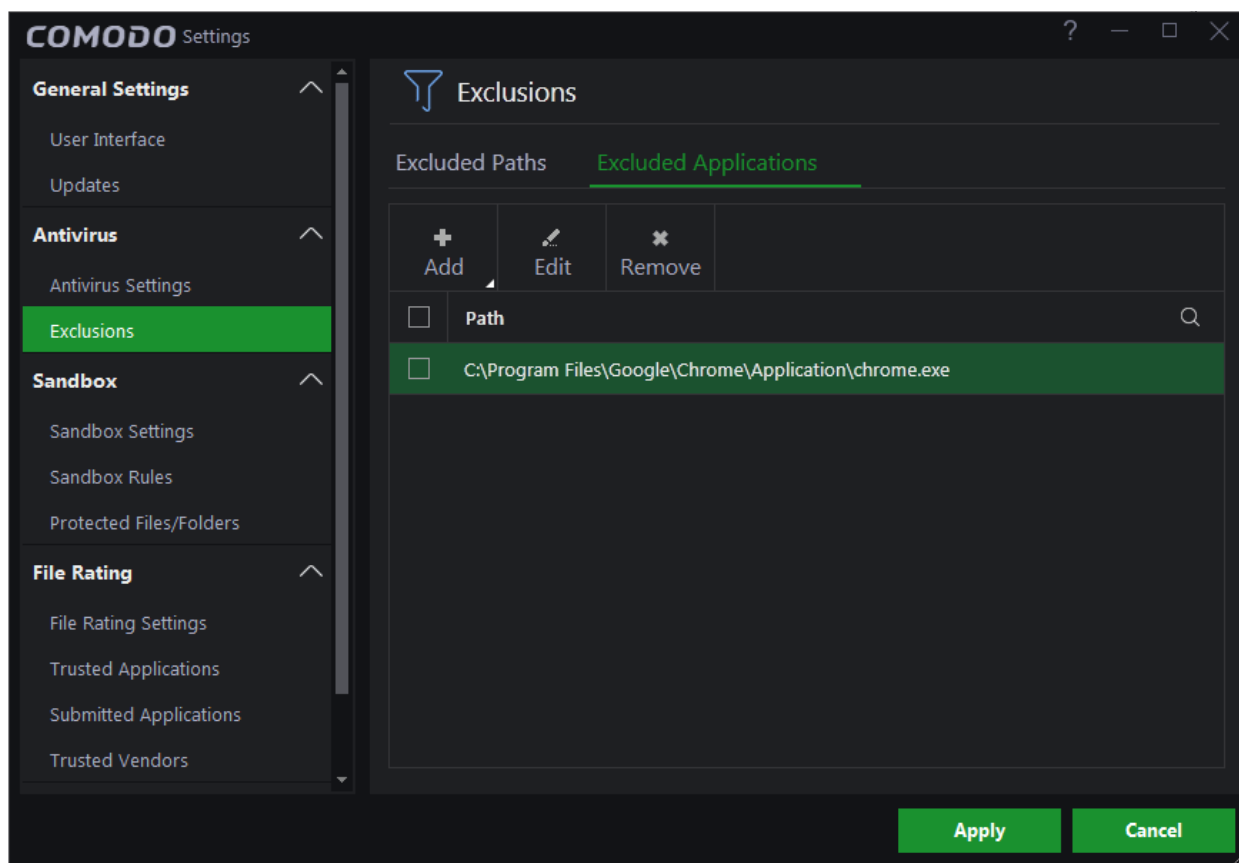 COMODO Settings
?
General Settings
User Interface
Updates
Antivirus
Antivirus Settings
Exclusions
Sandbox
Sandbox Settings
Sandbox Rules
Protected Files/Folders
File Rating
File Rating Settings
Trusted Applications
Submitted Applications
Trusted Vendors
Exclusions
Excluded Paths Excluded Applications
Add Edit Remove
Path
C:\Program Files\Google\Chrome\Application\chrome.exe
Apply Cancel